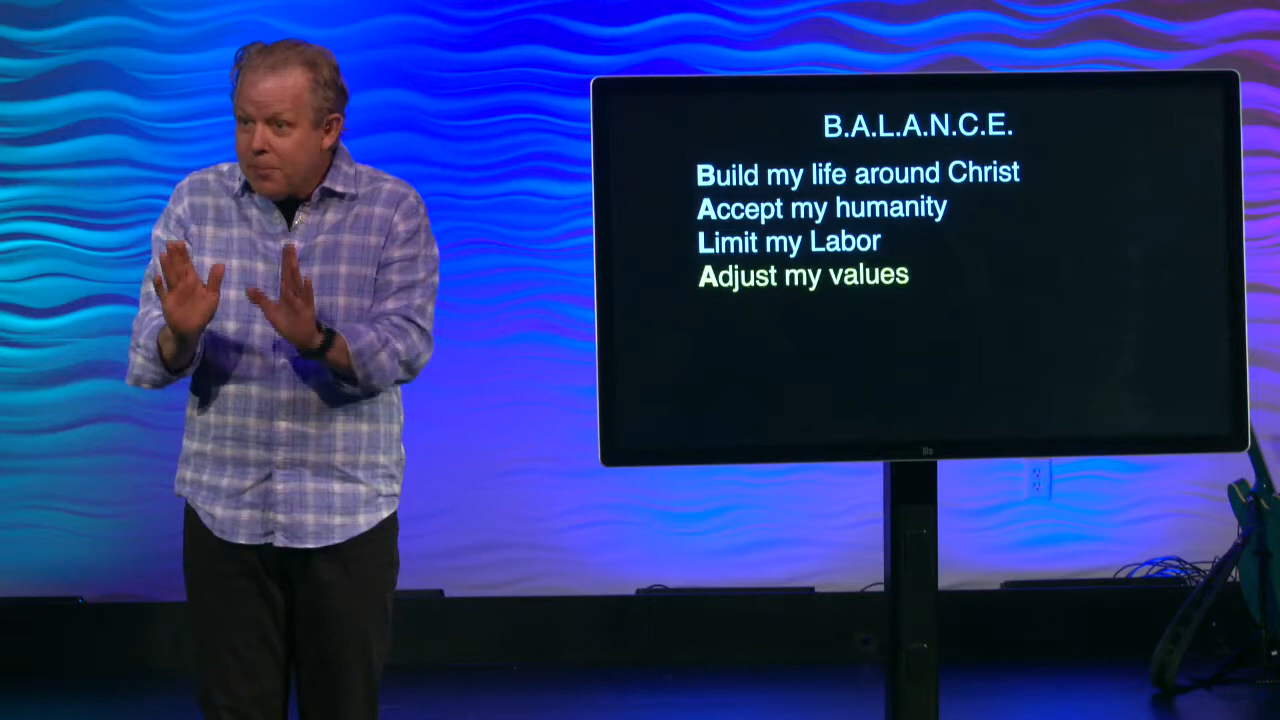 B.A.L.A.N.C.E.
Build my life around Christ
Accept my humanity
Limit my Labor
Adjust my values